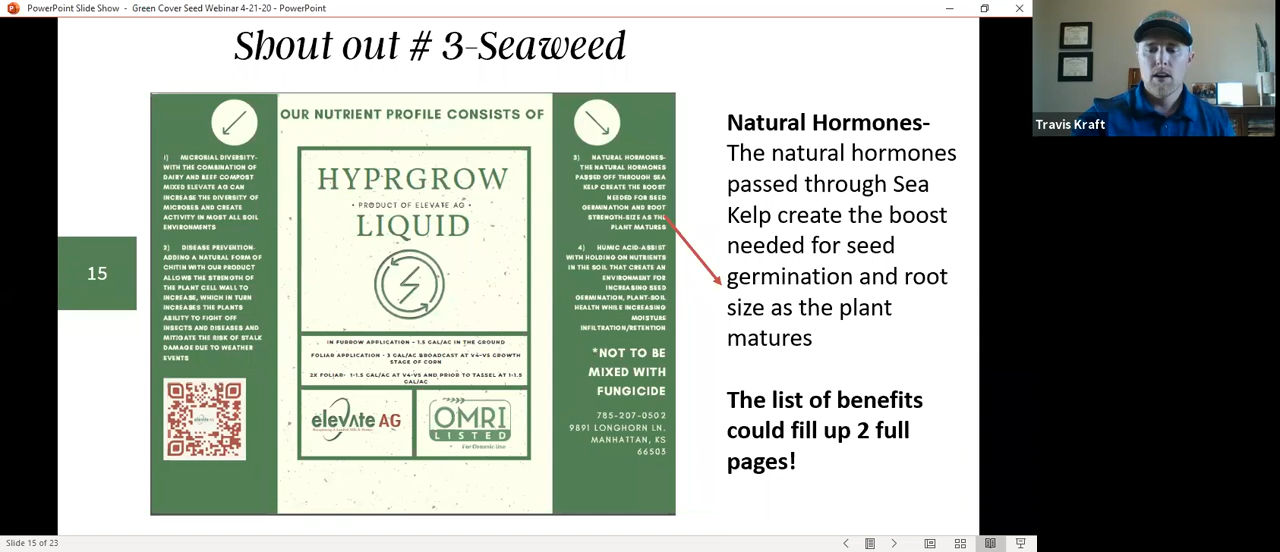 PowerPoint Slide Show - Green Cover Seed Webinar 4-21-20 - PowerPoint
Shout out # 3-Seaweed
OUR NUTRIENT PROFILE CONSISTS OF
1) MICROBIAL DIVERSITY-
WITH THE COMBINATION OF
DAIRY AND BEEF COMPOST
MIXED ELEVATE AG CAN
INCREASE THE DIVERSITY OF
MICROBES AND CREATE
ACTIVITY IN MOST ALL SOIL
ENVIRONMENTS
2) DISEASE PREVENTION-
ADDING A NATURAL FORM OF
CHITIN WITH OUR PRODUCT
ALLOWS THE STRENGTH OF
THE PLANT CELL WALL TO
INCREASE, WHICH IN TURN
INCREASES THE PLANTS
ABILITY TO FIGHT OFF
INSECTS AND DISEASES AND
MITIGATE THE RISK OF STALK
DAMAGE DUE TO WEATHER
EVENTS
HYPRGROW
• PRODUCT OF ELEVATE AG •
LIQUID
IN FURROW APPLICATION - 1.5 GAL/AC IN THE GROUND
FOLIAR APPLICATION - 3 GAL/AC BROADCAST AT V4-V5 GROWTH
STAGE OF CORN
2X FOLIAR- 1-1.5 GAL/AC AT V4-V5 AND PRIOR TO TASSEL AT 1-1.5
GAL/AC
elevate AG
OMRI
LISTED
For Organic Use
3) NATURAL HORMONES-
THE NATURAL HORMONES
PASSED OFF THROUGH SEA
KELP CREATE THE BOOST
NEEDED FOR SEED
GERMINATION AND ROOT
STRENGTH-SIZE AS THE
PLANT MATURES
4) HUMIC ACID-ASSIST
WITH HOLDING ON NUTRIENTS
IN THE SOIL THAT CREATE AN
ENVIRONMENT FOR
INCREASING SEED
GERMINATION, PLANT-SOIL
HEALTH WHILE INCREASING
MOISTURE
INFILTRATION/RETENTION
*NOT TO BE
MIXED WITH
FUNGICIDE
785-207-0502
9891 LONGHORN LN.
MANHATTAN, KS
66503
Natural Hormones-
The natural hormones
passed through Sea
Kelp create the boost
needed for seed
germination and root
size as the plant
matures
The list of benefits
could fill up 2 full
pages!
15
Travis Kraft
Slide 15 of 23